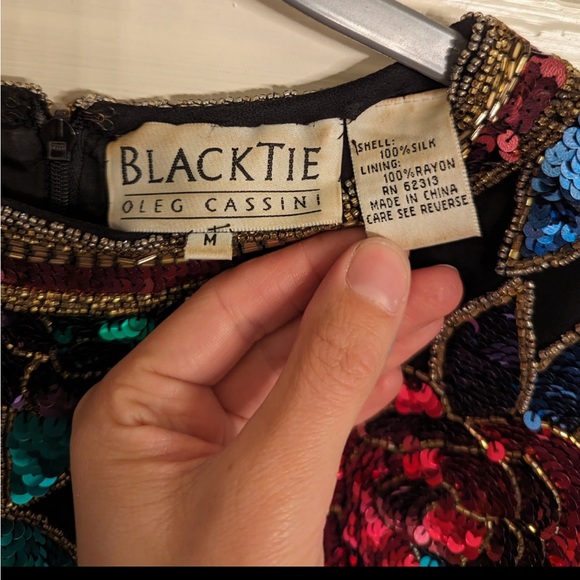 BLACKTIE
OLEG CASSINI
M
SHELL:
100%SILK
LINING:
100%RAYON
RN 62313
MADE IN CHINA
CARE SEE REVERSE